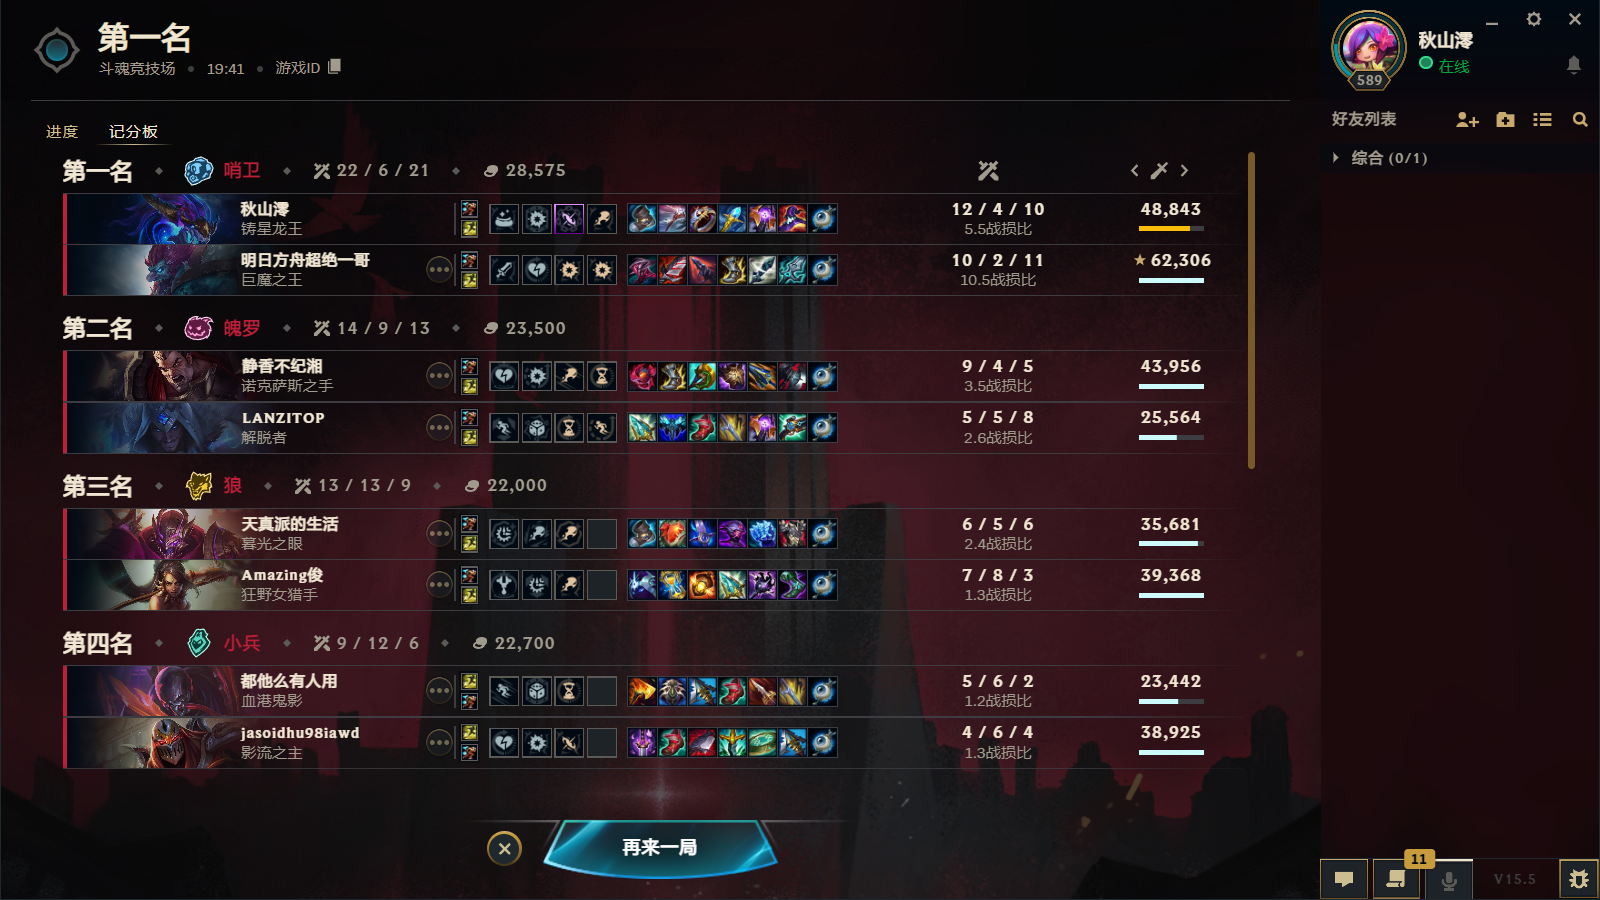 第一名
斗魂竞技场 • 19:41 • 游戏ID
秋山澪
在线
589
好友列表
综合 (0/1)
进度 记分板
第一名 哨卫 22 / 6 / 21 28,575
秋山澪 12 / 4 / 10 48,843
铸星龙王 5.5战损比
明日方舟超绝一哥 10 / 2 / 11 62,306
巨魔之王 10.5战损比
第二名 魄罗 14 / 9 / 13 23,500
静香不纪湘 9 / 4 / 5 43,956
诺克萨斯之手 3.5战损比
LANZITOP 5 / 5 / 8 25,564
解脱者 2.6战损比
第三名 狼 13 / 13 / 9 22,000
天真派的生活 6 / 5 / 6 35,681
暮光之眼 2.4战损比
Amazing俊 7 / 8 / 3 39,368
狂野女猎手 1.3战损比
第四名 小兵 9 / 12 / 6 22,700
都他么有人用 5 / 6 / 2 23,442
血港鬼影 1.2战损比
jasoidhu98iawd 4 / 6 / 4 38,925
影流之主 1.3战损比
再来一局
11
V15.5